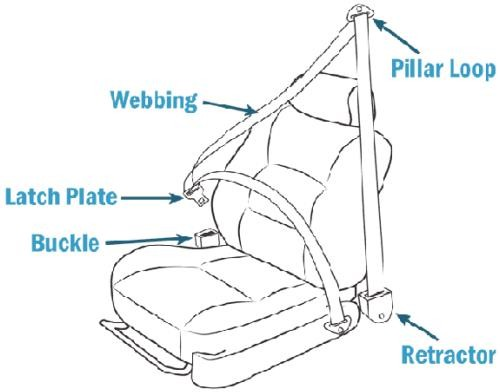 Pillar Loop
Webbing
Latch Plate
Buckle
Retractor